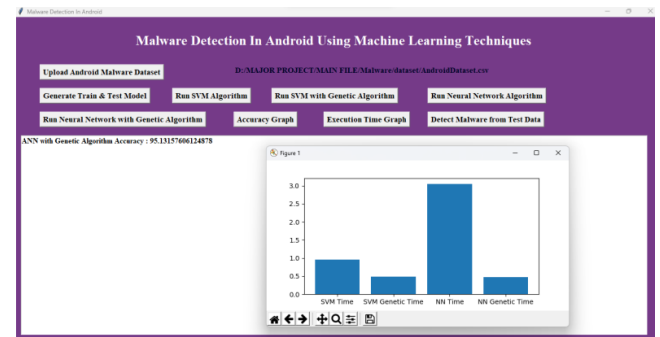 Malware Detection In Android
Malware Detection In Android Using Machine Learning Techniques
Upload Android Malware Dataset
D:/MAJOR PROJECT/MAIN FILE/Malware/dataset/AndroidDataset.csv
Generate Train & Test Model Run SVM Algorithm Run SVM with Genetic Algorithm Run Neural Network Algorithm
Run Neural Network with Genetic Algorithm Accuracy Graph Execution Time Graph Detect Malware from Test Data
ANN with Genetic Algorithm Accuracy : 95.13157606124878
Figure 1
3.0
2.5
2.0
1.5
1.0
0.5
0.0
SVM Time SVM Genetic Time NN Time NN Genetic Time